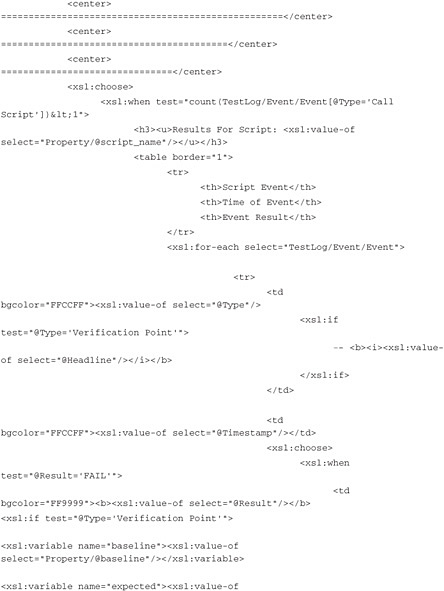 <center>
==================================================</center>
<center>
========================================</center>
<center>
==============================</center>
<xsl:choose>
<xsl:when test="count(TestLog/Event/Event[@Type='Call
Script'])&lt;1">
<h3><u>Results For Script: <xsl:value-of
select="Property/@script_name"/></u></h3>
<table border="1">
<tr>
<th>Script Event</th>
<th>Time of Event</th>
<th>Event Result</th>
</tr>
<xsl:for-each select="TestLog/Event/Event">
<tr>
<td
bgcolor="FFCCFF"><xsl:value-of select="@Type"/>
<xsl:if
test="@Type='Verification Point'">
-- <b><i><xsl:value-
of select="@Headline"/></i></b>
</xsl:if>
</td>
<td
bgcolor="FFCCFF"><xsl:value-of select="@Timestamp"/></td>
<xsl:choose>
<xsl:when
test="@Result='FAIL'">
<td
bgcolor="FF9999"><b><xsl:value-of select="@Result"/></b>
<xsl:if test="@Type='Verification Point'">
<xsl:variable name="baseline"><xsl:value-of
select="Property/@baseline"/></xsl:variable>
<xsl:variable name="expected"><xsl:value-of